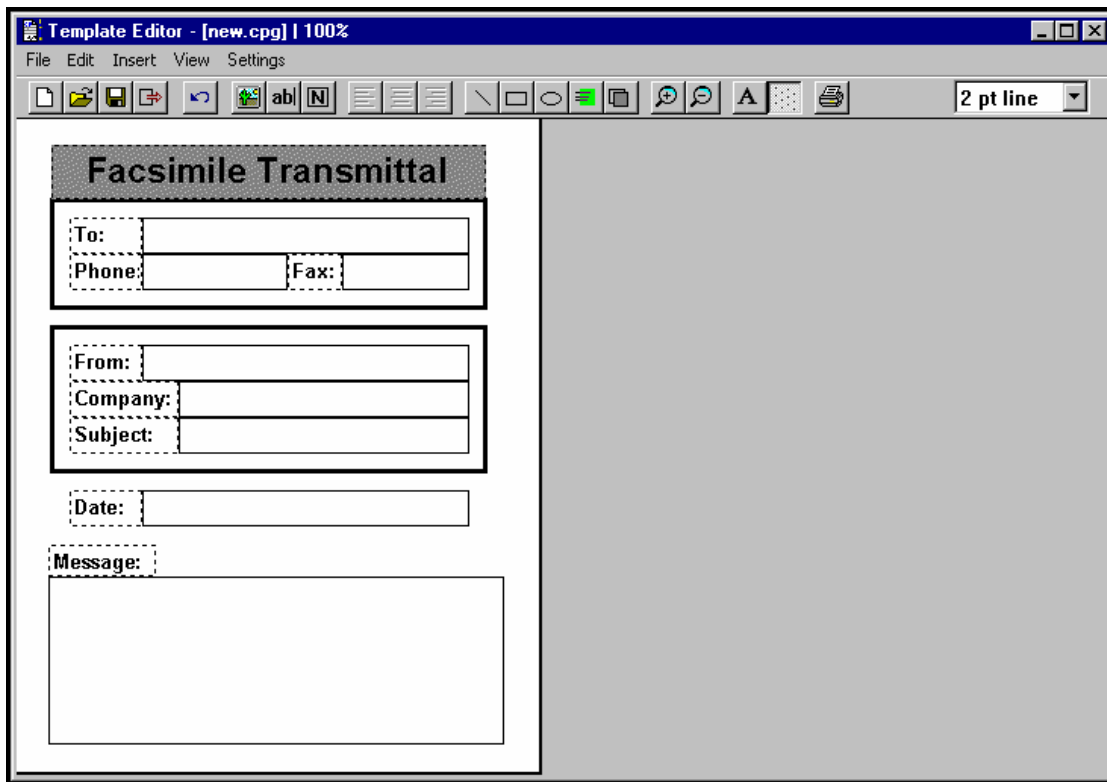 Template Editor - [new.cpg] | 100%
File Edit Insert View Settings
ab| N A 2 pt line
Facsimile Transmittal
To:
Phone: Fax:
From:
Company:
Subject:
Date:
Message: